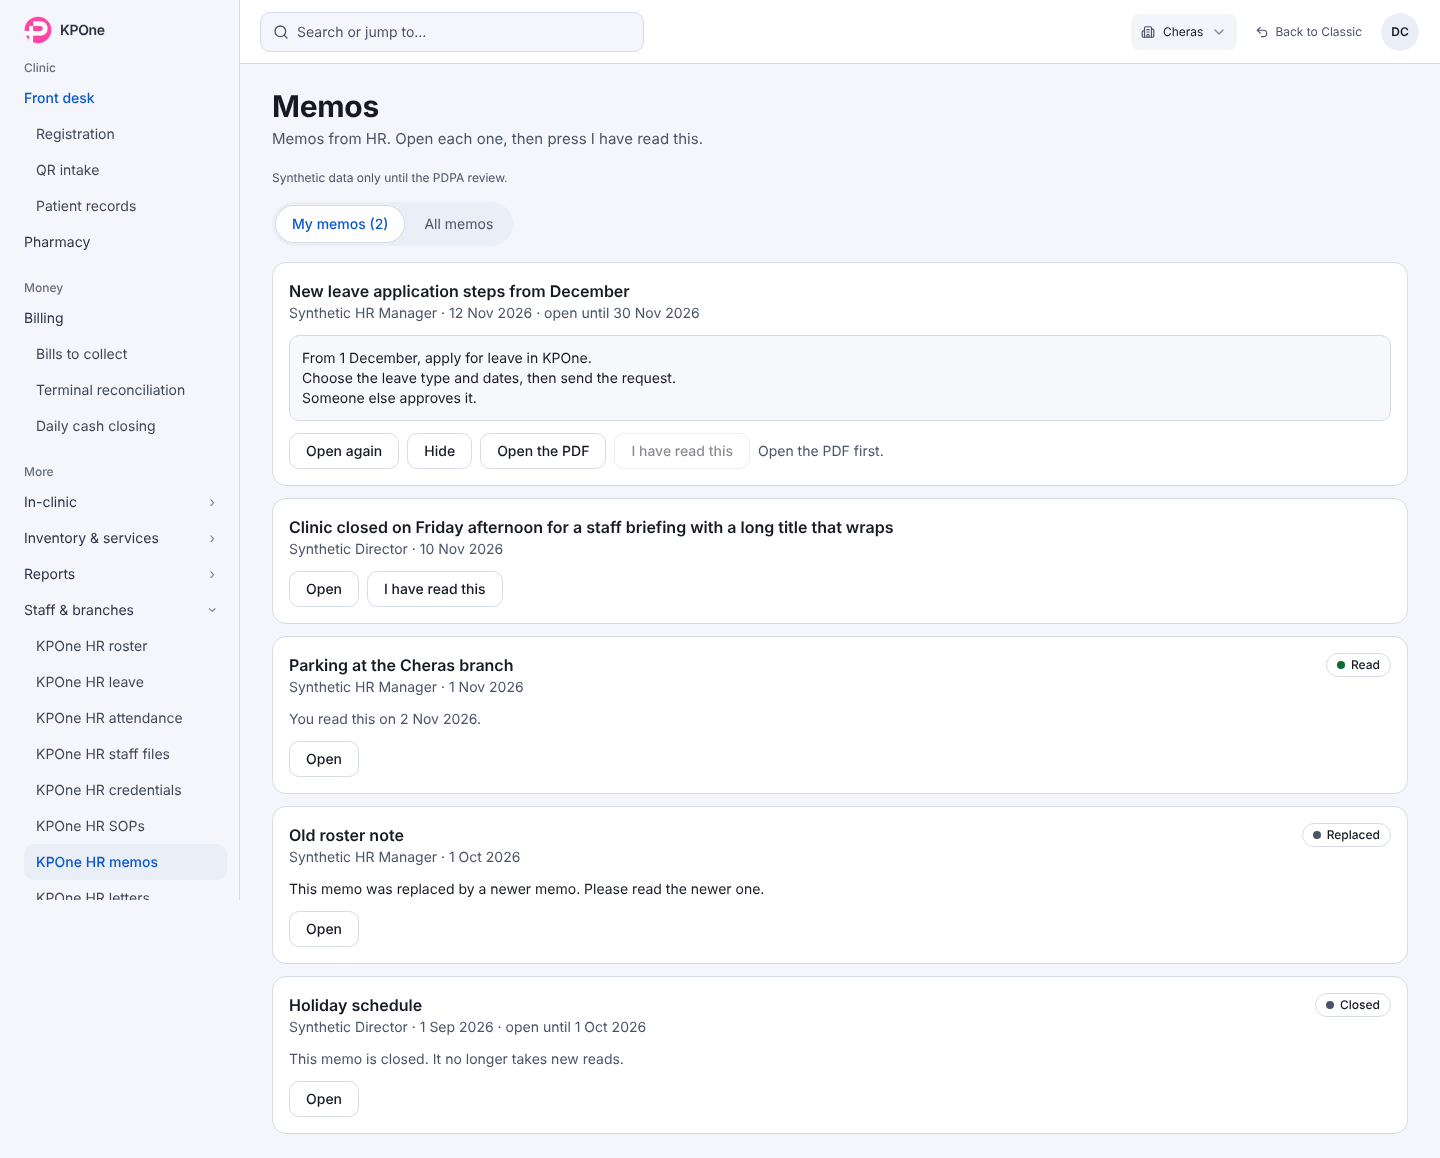 KPOne
Clinic
Front desk
Registration
QR intake
Patient records
Pharmacy
Money
Billing
Bills to collect
Terminal reconciliation
Daily cash closing
More
In-clinic
Inventory & services
Reports
Staff & branches
KPOne HR roster
KPOne HR leave
KPOne HR attendance
KPOne HR staff files
KPOne HR credentials
KPOne HR SOPs
KPOne HR memos
KPOne HR letters
Search or jump to...
Cheras
Back to Classic
DC
Memos
Memos from HR. Open each one, then press I have read this.
Synthetic data only until the PDPA review.
My memos (2)
All memos
New leave application steps from December
Synthetic HR Manager · 12 Nov 2026 · open until 30 Nov 2026
From 1 December, apply for leave in KPOne.
Choose the leave type and dates, then send the request.
Someone else approves it.
Open again
Hide
Open the PDF
I have read this
Open the PDF first.
Clinic closed on Friday afternoon for a staff briefing with a long title that wraps
Synthetic Director · 10 Nov 2026
Open
I have read this
Parking at the Cheras branch
Read
Synthetic HR Manager · 1 Nov 2026
You read this on 2 Nov 2026.
Open
Old roster note
Replaced
Synthetic HR Manager · 1 Oct 2026
This memo was replaced by a newer memo. Please read the newer one.
Open
Holiday schedule
Closed
Synthetic Director · 1 Sep 2026 · open until 1 Oct 2026
This memo is closed. It no longer takes new reads.
Open